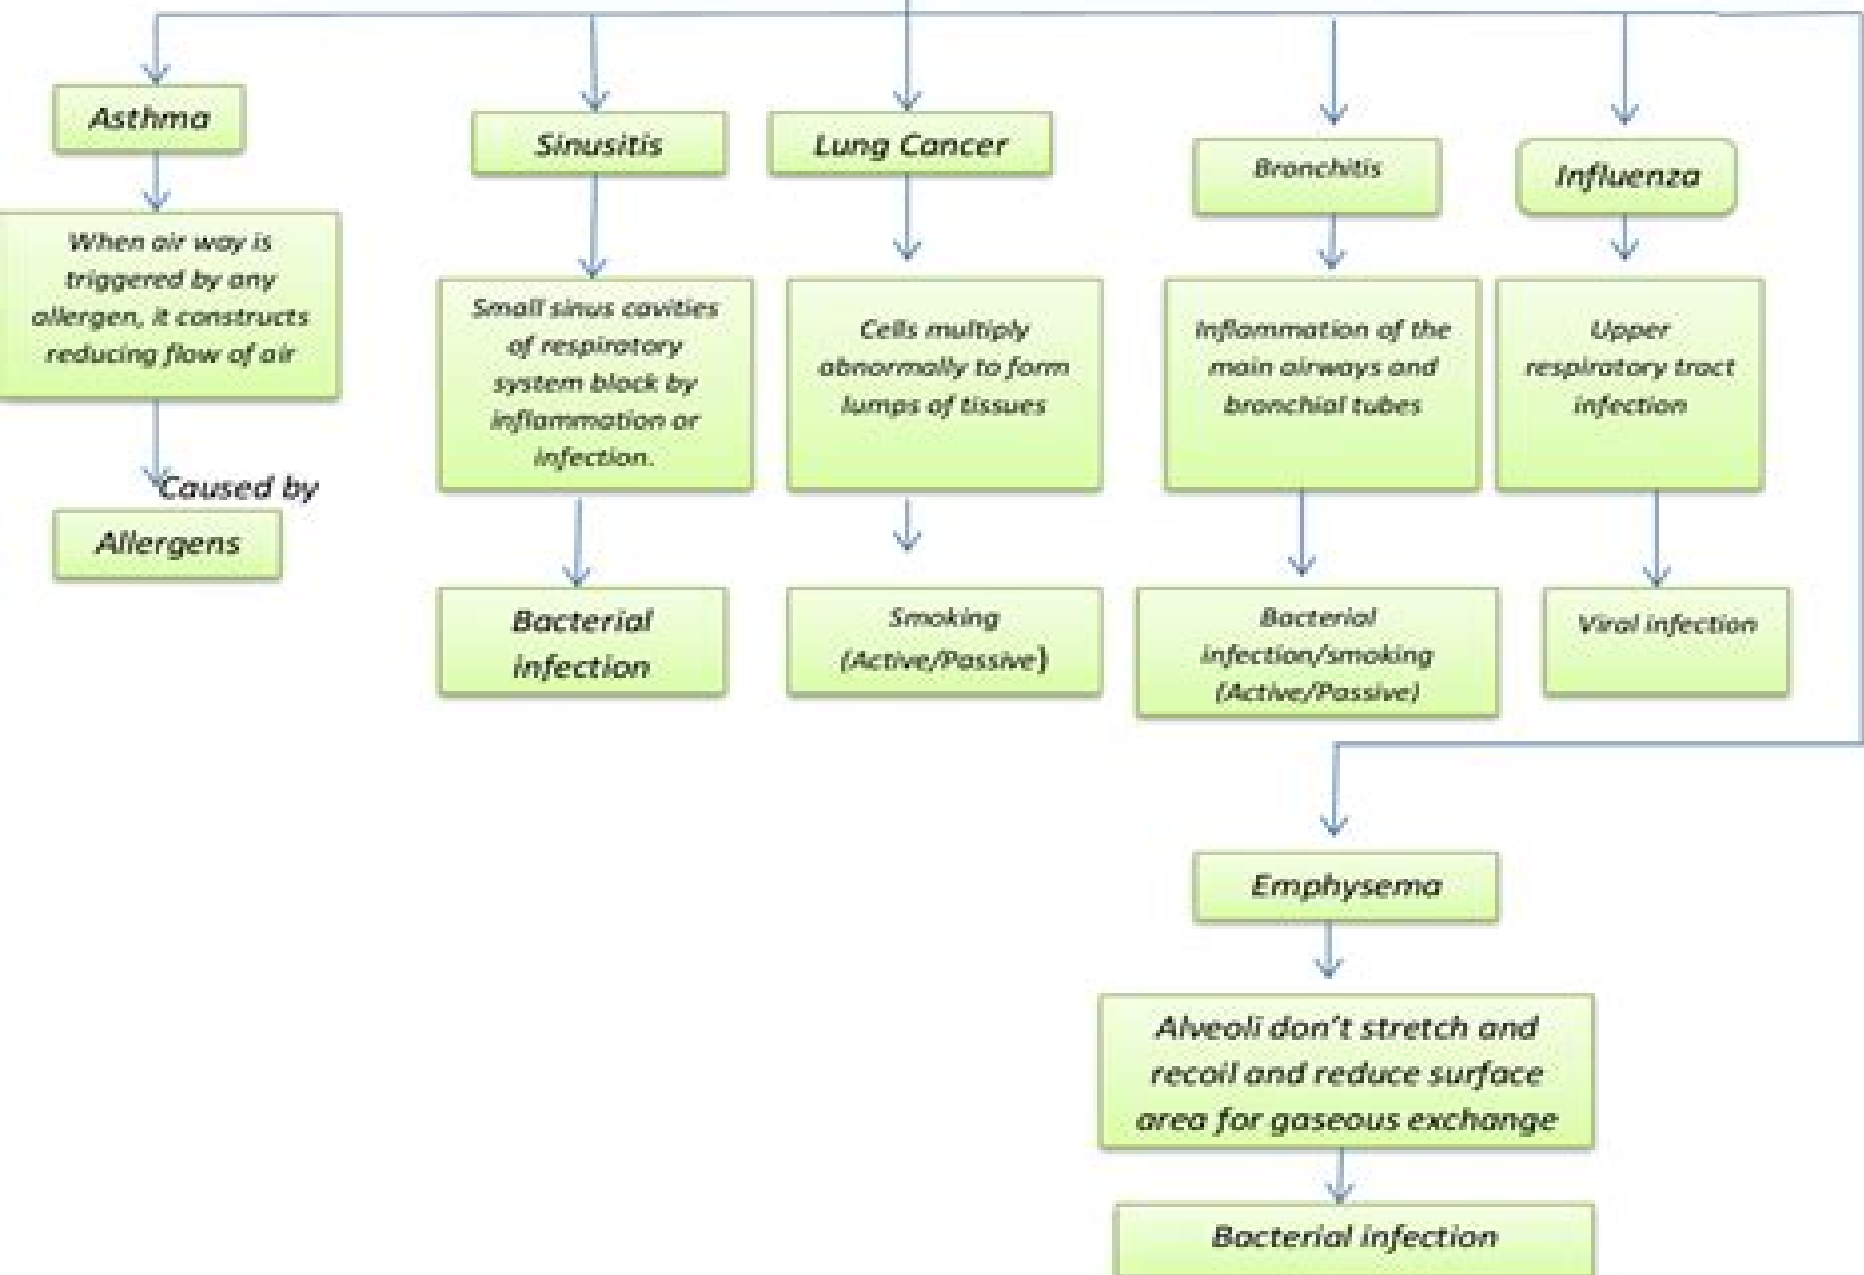 Asthma
When air way is
triggered by any
allergen, it constructs
reducing flow of air
Caused by
Allergens
Sinusitis
Small sinus cavities
of respiratory
system block by
inflammation or
infection.
Bacterial
infection
Lung Cancer
Cells multiply
abnormally to form
lumps of tissues
Smoking
(Active/Passive)
Bronchitis
Inflammation of the
main airways and
bronchial tubes
Bacterial
infection/smoking
(Active/Passive)
Influenza
Upper
respiratory tract
infection
Viral infection
Emphysema
Alveoli don't stretch and
recoil and reduce surface
area for gaseous exchange
Bacterial infection